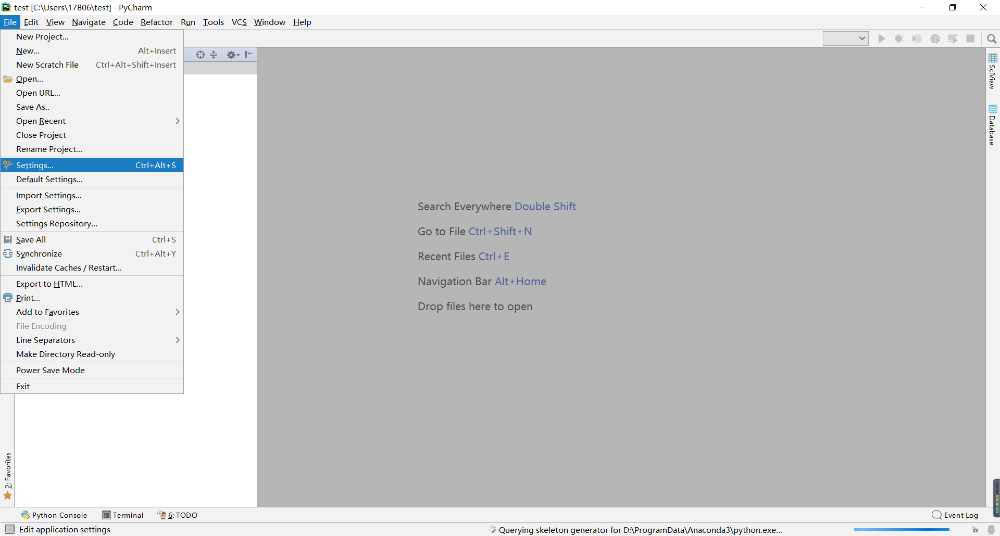 test [C:\Users\17806\test] - PyCharm
File Edit View Navigate Code Refactor Run Tools VCS Window Help
New Project...
New... Alt+Insert
New Scratch File Ctrl+Alt+Shift+Insert
Open...
Open URL...
Save As..
Open Recent
Close Project
Rename Project...
Settings... Ctrl+Alt+S
Default Settings...
Import Settings...
Export Settings...
Settings Repository...
Save All Ctrl+S
Synchronize Ctrl+Alt+Y
Invalidate Caches / Restart...
Export to HTML...
Print...
Add to Favorites
File Encoding
Line Separators
Make Directory Read-only
Power Save Mode
Exit
Search Everywhere Double Shift
Go to File Ctrl+Shift+N
Recent Files Ctrl+E
Navigation Bar Alt+Home
Drop files here to open
SciView
Database
2: Favorites
Python Console Terminal 6: TODO Event Log
Edit application settings Querying skeleton generator for D:\ProgramData\Anaconda3\python.exe...